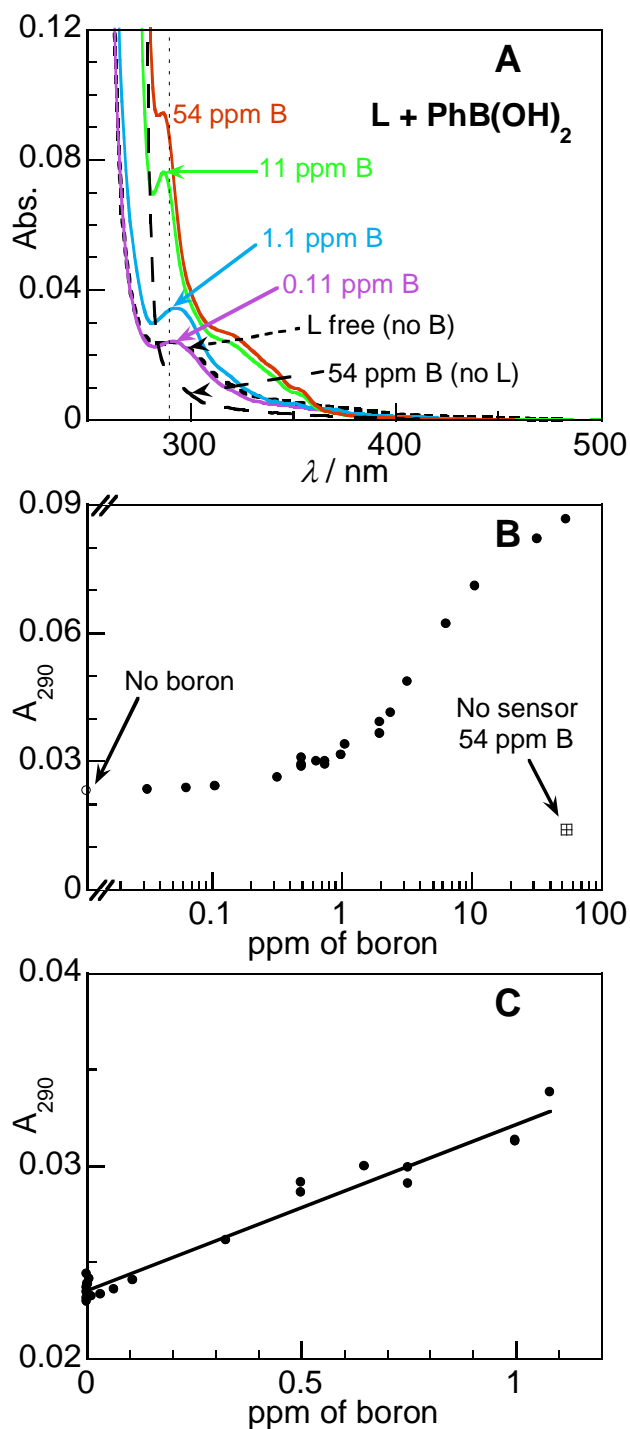 0.12
A
L + PhB(OH)2
54 ppm B
0.08
11 ppm B
Abs.
1.1 ppm B
0.11 ppm B
0.04
L free (no B)
54 ppm B (no L)
0
300
400
500
λ / nm
0.09
B
0.06
A290
No boron
No sensor
54 ppm B
0.03
0
0.1
1
10
100
ppm of boron
0.04
C
A290
0.03
0.02
0
0.5
1
ppm of boron